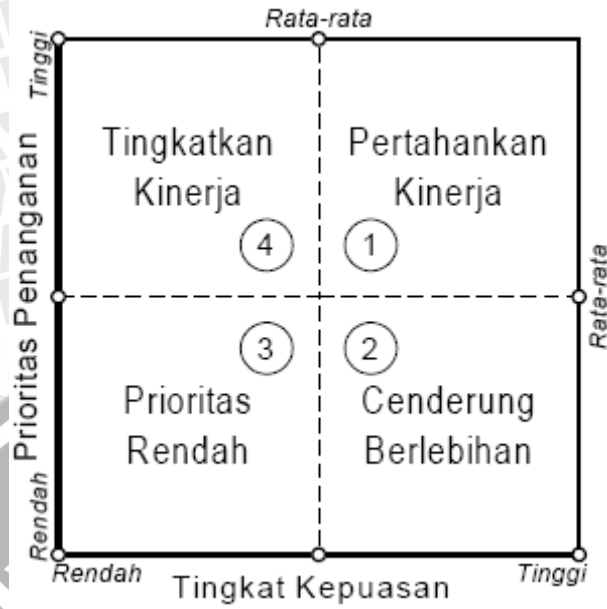 Rata-rata
Tinggi
Tingkatkan
Kinerja
Pertahankan
Kinerja
4
1
Prioritas Penanganan
Rata-rata
3
2
Prioritas
Rendah
Cenderung
Berlebihan
Rendah
Rendah
Tingkat Kepuasan
Tinggi